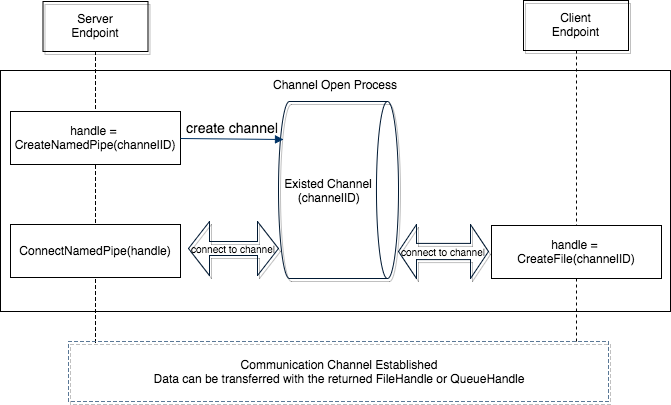 Server
Endpoint
Client
Endpoint
Channel Open Process
handle =
CreateNamedPipe(channelID)
create channel
Existed Channel
(channelID)
ConnectNamedPipe(handle)
connect to channel
connect to channel
handle =
CreateFile(channelID)
Communication Channel Established
Data can be transferred with the returned FileHandle or QueueHandle